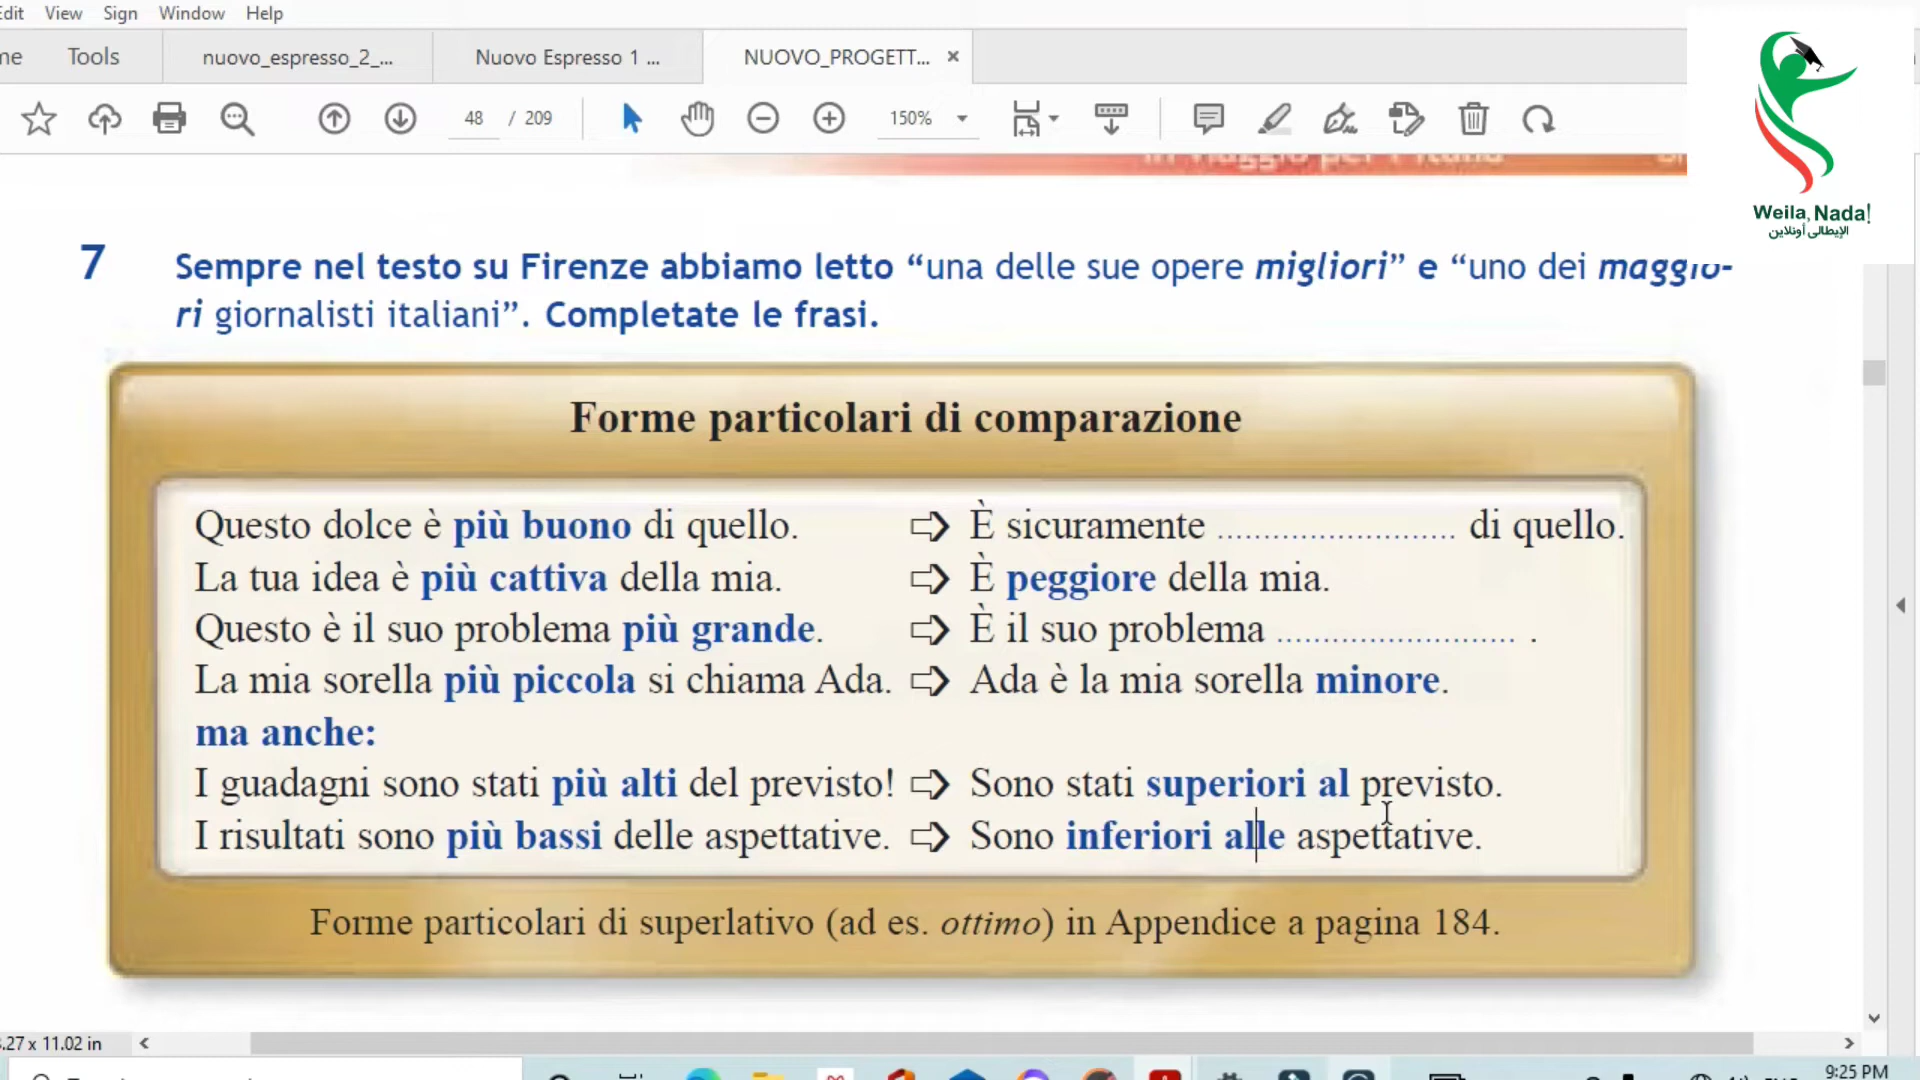 Edit View Sign Window Help
Tools nuovo_espresso_2_... Nuovo Espresso 1 ... NUOVO_PROGETT...
48 / 209 150%
in viaggio per l'Italia
Weila, Nada!
الإيطالى أونلاين
7 Sempre nel testo su Firenze abbiamo letto “una delle sue opere migliori” e “uno dei maggio-
ri giornalisti italiani”. Completate le frasi.
Forme particolari di comparazione
Questo dolce è più buono di quello. ⇨ È sicuramente .......................... di quello.
La tua idea è più cattiva della mia. ⇨ È peggiore della mia.
Questo è il suo problema più grande. ⇨ È il suo problema .......................... .
La mia sorella più piccola si chiama Ada. ⇨ Ada è la mia sorella minore.
ma anche:
I guadagni sono stati più alti del previsto! ⇨ Sono stati superiori al previsto.
I risultati sono più bassi delle aspettative. ⇨ Sono inferiori alle aspettative.
Forme particolari di superlativo (ad es. ottimo) in Appendice a pagina 184.
.27 x 11.02 in
9:25 PM